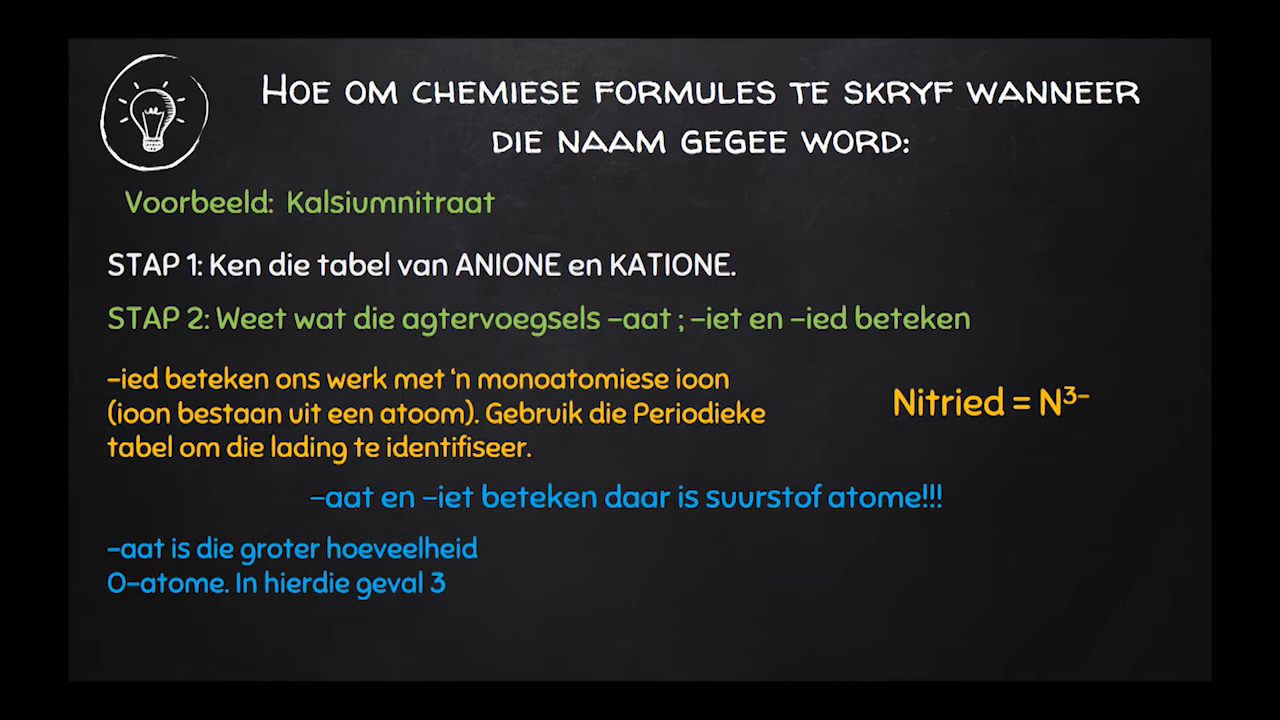 HOE OM CHEMIESE FORMULES TE SKRYF WANNEER
DIE NAAM GEGEE WORD:
Voorbeeld: Kalsiumnitraat
STAP 1: Ken die tabel van ANIONE en KATIONE.
STAP 2: Weet wat die agtervoegsels –aat ; –iet en –ied beteken
–ied beteken ons werk met ‘n monoatomiese ioon
(ioon bestaan uit een atoom). Gebruik die Periodieke
tabel om die lading te identifiseer.
Nitried = N³⁻
–aat en –iet beteken daar is suurstof atome!!!
–aat is die groter hoeveelheid
O–atome. In hierdie geval 3